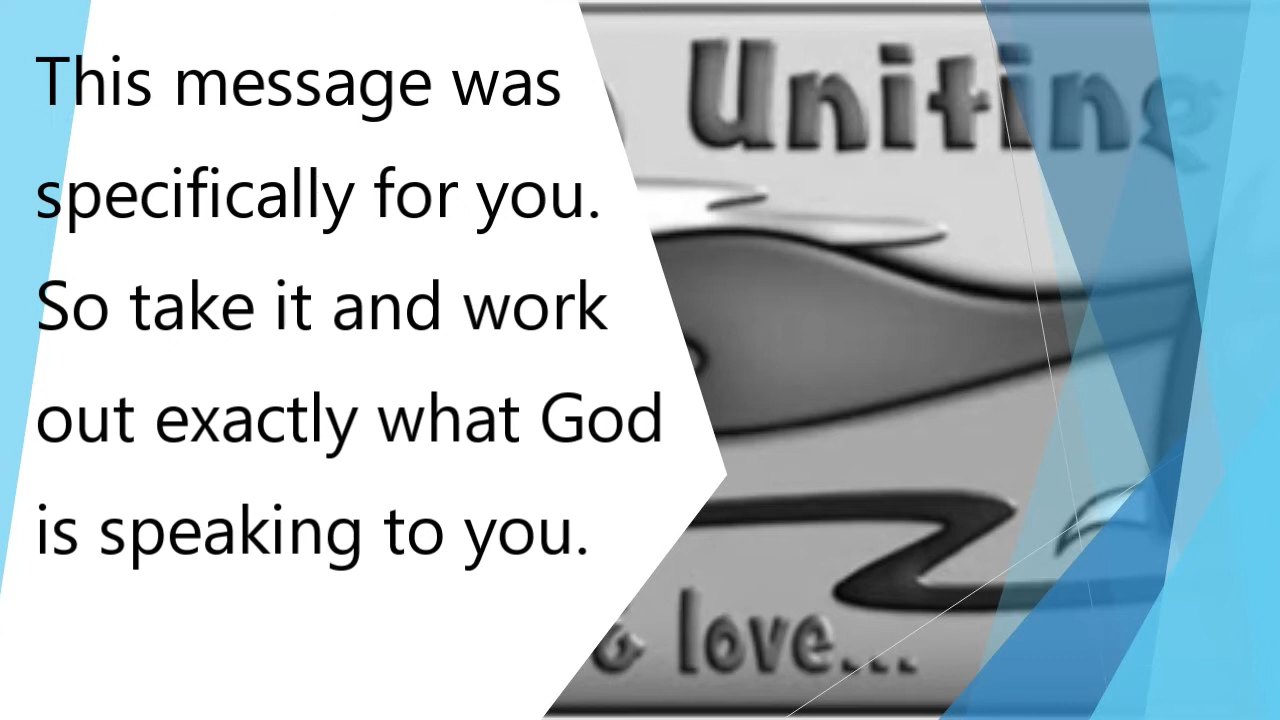 This message was
specifically for you.
So take it and work
out exactly what God
is speaking to you.
Uniting
love...